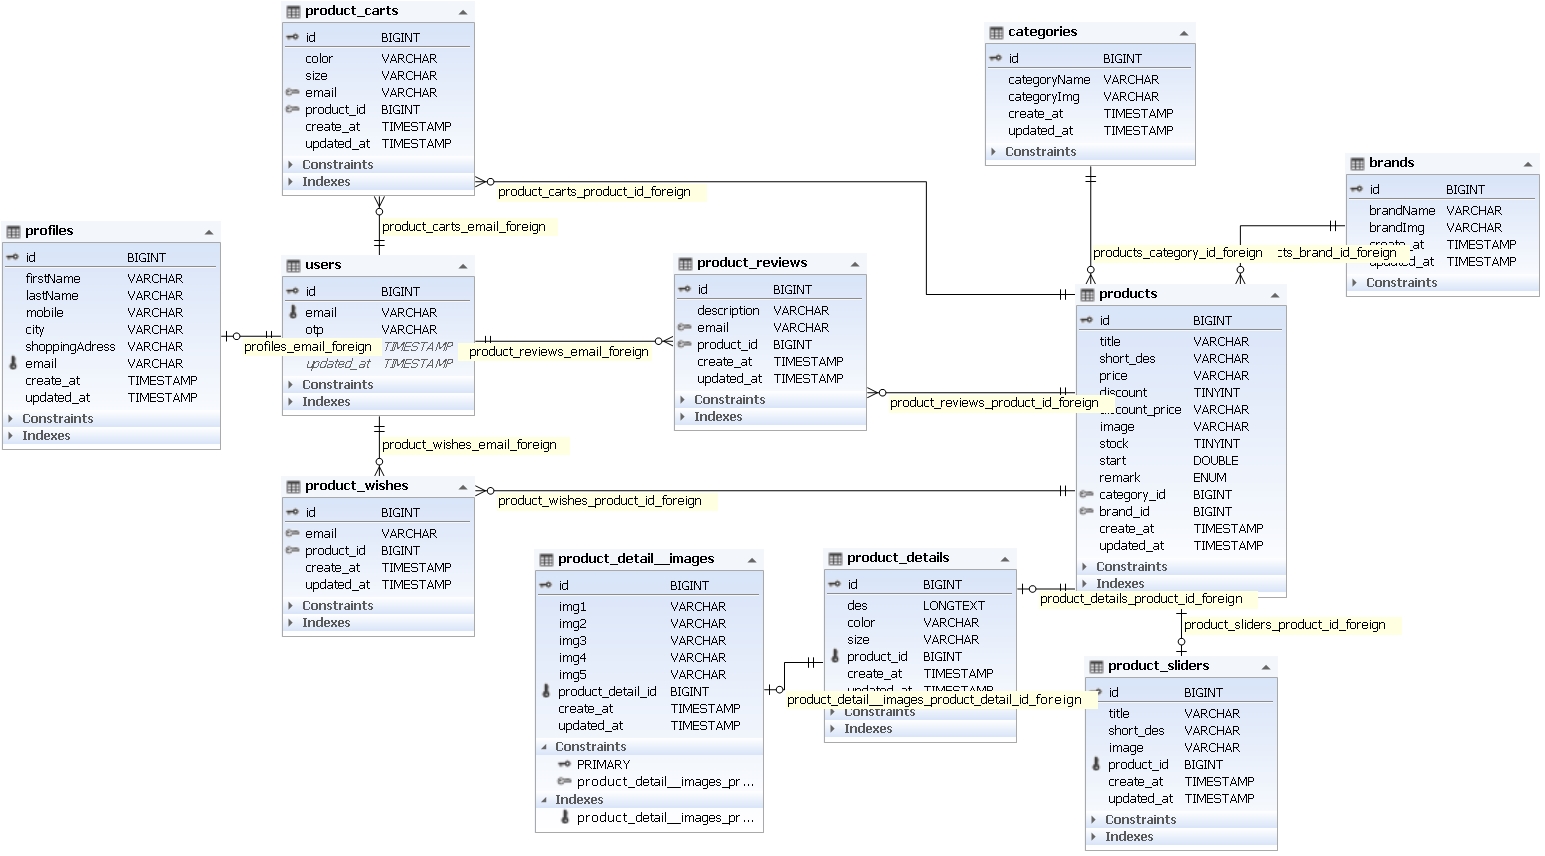 product_carts
id BIGINT
color VARCHAR
size VARCHAR
email VARCHAR
product_id BIGINT
create_at TIMESTAMP
updated_at TIMESTAMP
Constraints
Indexes
categories
id BIGINT
categoryName VARCHAR
categoryImg VARCHAR
create_at TIMESTAMP
updated_at TIMESTAMP
Constraints
brands
id BIGINT
brandName VARCHAR
brandImg VARCHAR
create_at TIMESTAMP
updated_at TIMESTAMP
Constraints
product_carts_product_id_foreign
product_carts_email_foreign
products_category_id_foreign
cts_brand_id_foreign
profiles
id BIGINT
firstName VARCHAR
lastName VARCHAR
mobile VARCHAR
city VARCHAR
shoppingAdress VARCHAR
email VARCHAR
create_at TIMESTAMP
updated_at TIMESTAMP
Constraints
Indexes
profiles_email_foreign
users
id BIGINT
email VARCHAR
otp VARCHAR
TIMESTAMP
updated_at TIMESTAMP
Constraints
Indexes
product_reviews_email_foreign
product_reviews
id BIGINT
description VARCHAR
email VARCHAR
product_id BIGINT
create_at TIMESTAMP
updated_at TIMESTAMP
Constraints
Indexes
product_reviews_product_id_foreign
products
id BIGINT
title VARCHAR
short_des VARCHAR
price VARCHAR
discount TINYINT
discount_price VARCHAR
image VARCHAR
stock TINYINT
start DOUBLE
remark ENUM
category_id BIGINT
brand_id BIGINT
create_at TIMESTAMP
updated_at TIMESTAMP
Constraints
Indexes
product_wishes_email_foreign
product_wishes
id BIGINT
email VARCHAR
product_id BIGINT
create_at TIMESTAMP
updated_at TIMESTAMP
Constraints
Indexes
product_wishes_product_id_foreign
product_detail__images
id BIGINT
img1 VARCHAR
img2 VARCHAR
img3 VARCHAR
img4 VARCHAR
img5 VARCHAR
product_detail_id BIGINT
create_at TIMESTAMP
updated_at TIMESTAMP
Constraints
PRIMARY
product_detail__images_pr...
Indexes
product_detail__images_pr...
product_details
id BIGINT
des LONGTEXT
color VARCHAR
size VARCHAR
product_id BIGINT
create_at TIMESTAMP
updated_at TIMESTAMP
Constraints
Indexes
product_details_product_id_foreign
product_detail__images_product_detail_id_foreign
product_sliders_product_id_foreign
product_sliders
id BIGINT
title VARCHAR
short_des VARCHAR
image VARCHAR
product_id BIGINT
create_at TIMESTAMP
updated_at TIMESTAMP
Constraints
Indexes